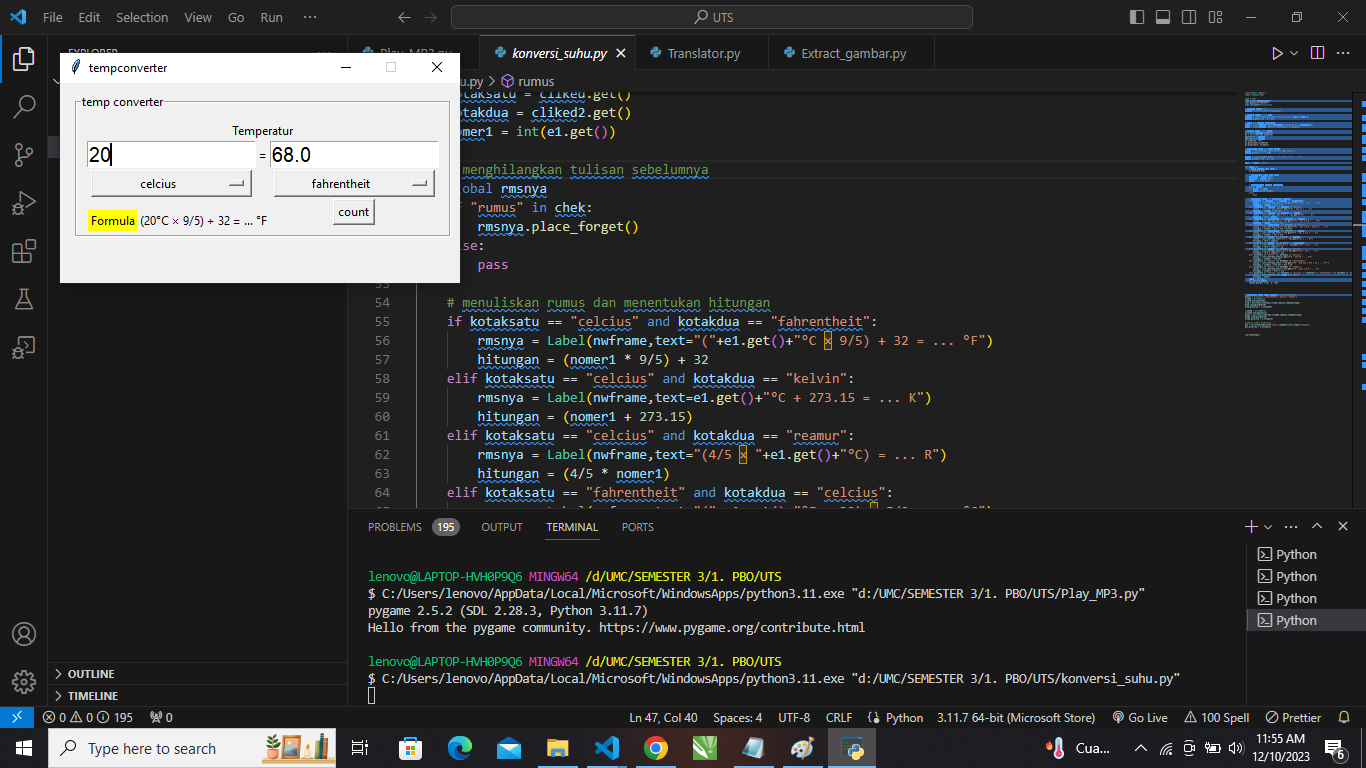 File Edit Selection View Go Run ··· UTS
EXPLORER
Play_MP3.py konversi_suhu.py Translator.py Extract_gambar.py
tempconverter
temp converter
Temperatur
20 = 68.0
celcius fahrentheit
count
Formula (20°C × 9/5) + 32 = ... °F
u.py > rumus
otaksatu = cliked.get()
otakdua = cliked2.get()
omer1 = int(e1.get())
menghilangkan tulisan sebelumnya
lobal rmsnya
f "rumus" in chek:
rmsnya.place_forget()
lse:
pass
53
54 # menuliskan rumus dan menentukan hitungan
55 if kotaksatu == "celcius" and kotakdua == "fahrentheit":
56 rmsnya = Label(nwframe,text="("+e1.get()+"°C × 9/5) + 32 = ... °F")
57 hitungan = (nomer1 * 9/5) + 32
58 elif kotaksatu == "celcius" and kotakdua == "kelvin":
59 rmsnya = Label(nwframe,text=e1.get()+"°C + 273.15 = ... K")
60 hitungan = (nomer1 + 273.15)
61 elif kotaksatu == "celcius" and kotakdua == "reamur":
62 rmsnya = Label(nwframe,text="(4/5 × "+e1.get()+"°C) = ... R")
63 hitungan = (4/5 * nomer1)
64 elif kotaksatu == "fahrentheit" and kotakdua == "celcius":
PROBLEMS 195 OUTPUT TERMINAL PORTS
lenovo@LAPTOP-HVH0P9Q6 MINGW64 /d/UMC/SEMESTER 3/1. PBO/UTS
$ C:/Users/lenovo/AppData/Local/Microsoft/WindowsApps/python3.11.exe "d:/UMC/SEMESTER 3/1. PBO/UTS/Play_MP3.py"
pygame 2.5.2 (SDL 2.28.3, Python 3.11.7)
Hello from the pygame community. https://www.pygame.org/contribute.html
lenovo@LAPTOP-HVH0P9Q6 MINGW64 /d/UMC/SEMESTER 3/1. PBO/UTS
$ C:/Users/lenovo/AppData/Local/Microsoft/WindowsApps/python3.11.exe "d:/UMC/SEMESTER 3/1. PBO/UTS/konversi_suhu.py"
Python
Python
Python
Python
OUTLINE
TIMELINE
0 0 195 0 Ln 47, Col 40 Spaces: 4 UTF-8 CRLF Python 3.11.7 64-bit (Microsoft Store) Go Live 100 Spell Prettier
Type here to search Cua... 11:55 AM
12/10/2023 6